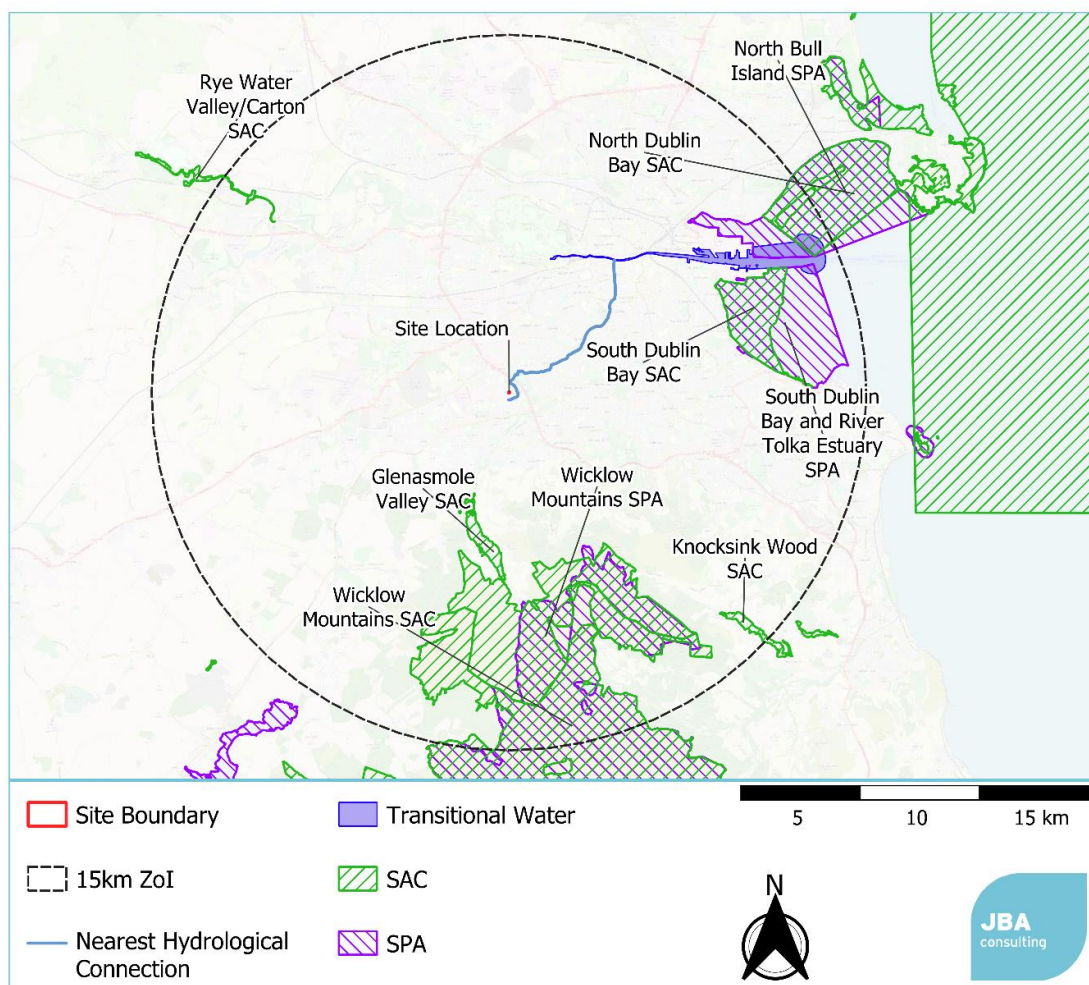 North Bull
Island SPA
Rye Water
Valley/Carton
SAC
North Dublin
Bay SAC
Site Location
South Dublin
Bay SAC
South Dublin
Bay and River
Tolka Estuary
SPA
Glenasmole
Valley SAC
Wicklow
Mountains SPA
Knocksink Wood
SAC
Wicklow
Mountains SAC
Site Boundary
Transitional Water
5 10 15 km
15km ZoI
SAC
N
Nearest Hydrological
Connection
SPA
JBA
consulting